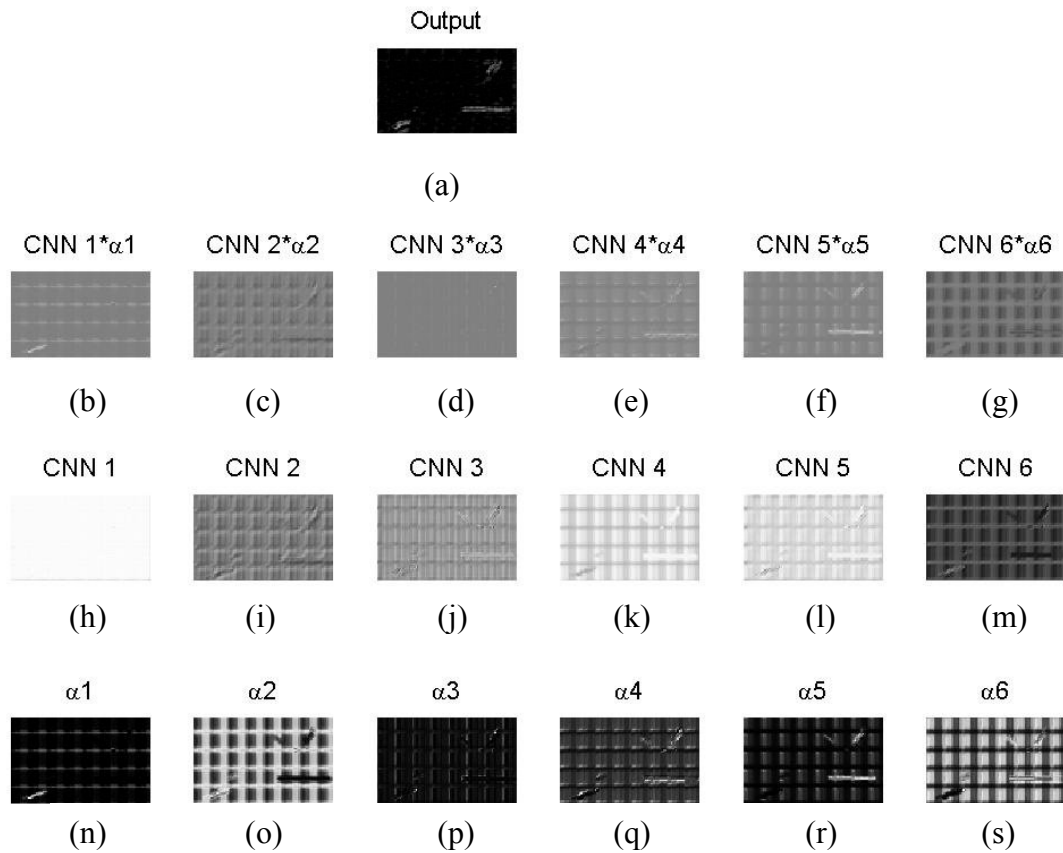 Output
(a)
CNN 1*α1 CNN 2*α2 CNN 3*α3 CNN 4*α4 CNN 5*α5 CNN 6*α6
(b) (c) (d) (e) (f) (g)
CNN 1 CNN 2 CNN 3 CNN 4 CNN 5 CNN 6
(h) (i) (j) (k) (l) (m)
α1 α2 α3 α4 α5 α6
(n) (o) (p) (q) (r) (s)